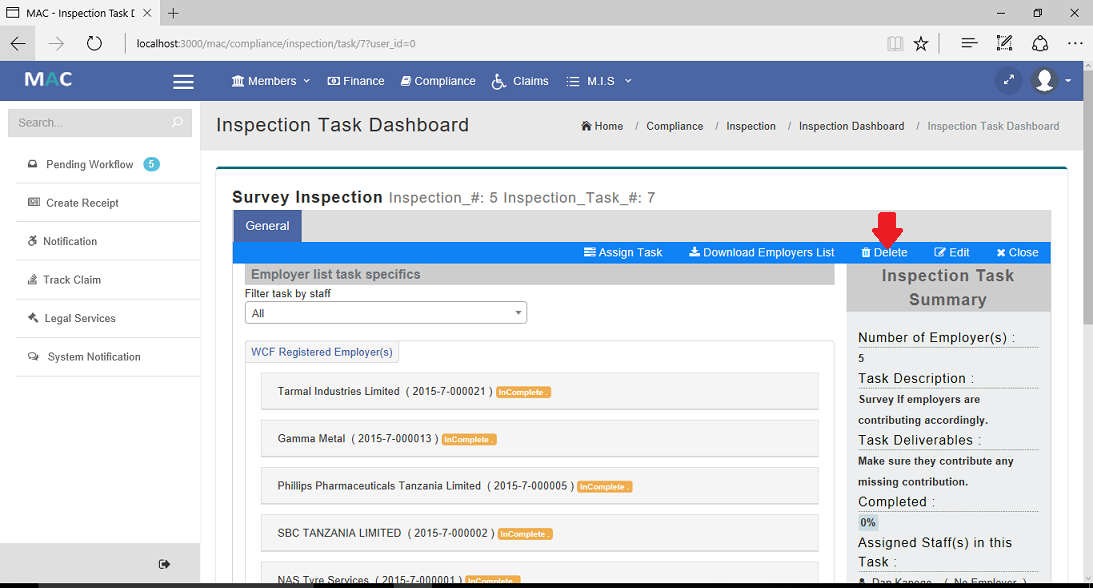 MAC - Inspection Task D
localhost:3000/mac/compliance/inspection/task/7?user_id=0
MAC
Members
Finance
Compliance
Claims
M.I.S
Search...
Inspection Task Dashboard
Home / Compliance / Inspection / Inspection Dashboard / Inspection Task Dashboard
Pending Workflow 5
Create Receipt
Notification
Track Claim
Legal Services
System Notification
Survey Inspection Inspection_#: 5 Inspection_Task_#: 7
General
Assign Task
Download Employers List
Delete
Edit
Close
Employer list task specifics
Filter task by staff
All
WCF Registered Employer(s)
Tarmal Industries Limited ( 2015-7-000021 ) InComplete .
Gamma Metal ( 2015-7-000013 ) InComplete .
Phillips Pharmaceuticals Tanzania Limited ( 2015-7-000005 ) InComplete .
SBC TANZANIA LIMITED ( 2015-7-000002 ) InComplete .
NAS Tyre Services ( 2015-7-000001 ) InComplete .
Inspection Task
Summary
Number of Employer(s) :
5
Task Description :
Survey If employers are
contributing accordingly.
Task Deliverables :
Make sure they contribute any
missing contribution.
Completed :
0%
Assigned Staff(s) in this
Task :
( No Employer )